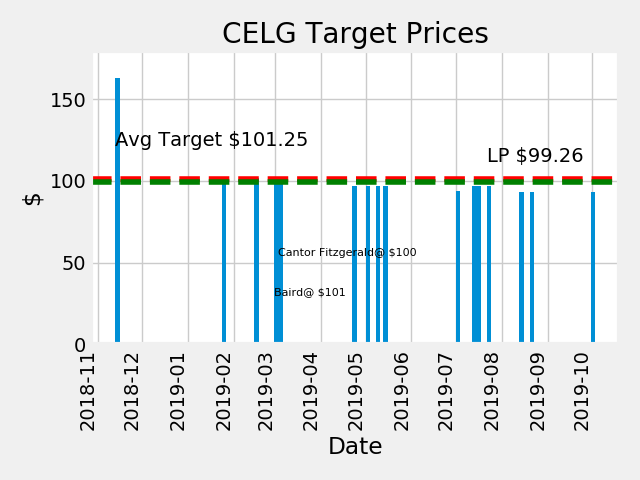 CELG Target Prices
150
Avg Target $101.25
LP $99.26
100
$
Cantor Fitzgerald@ $100
50
Baird@ $101
0
2018-11
2018-12
2019-01
2019-02
2019-03
2019-04
2019-05
2019-06
2019-07
2019-08
2019-09
2019-10
Date